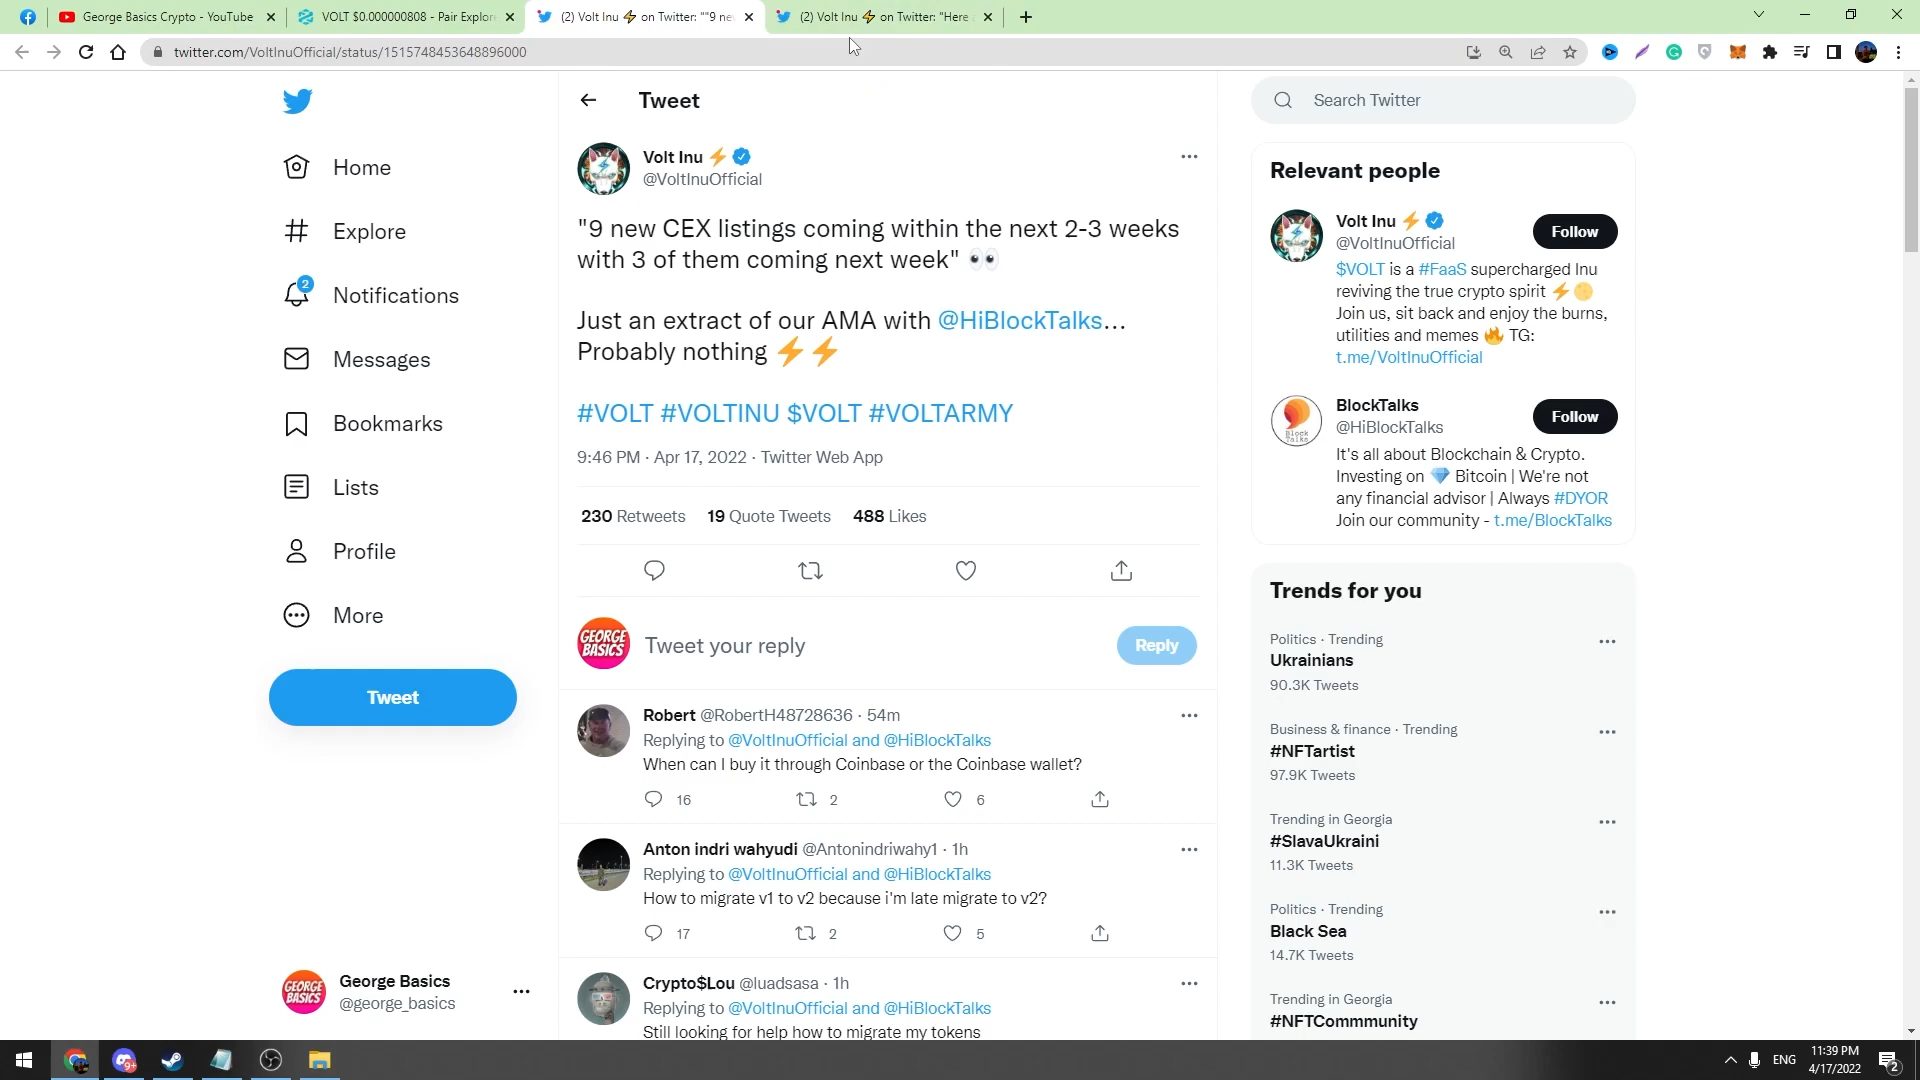 George Basics Crypto - YouTube
VOLT $0.000000808 - Pair Explor
(2) Volt Inu ⚡ on Twitter: ""9 ne
(2) Volt Inu ⚡ on Twitter: "Here
twitter.com/VoltInuOfficial/status/1515748453648896000
Home
Explore
2
Notifications
Messages
Bookmarks
Lists
Profile
More
Tweet
George Basics
@george_basics
Tweet
Volt Inu ⚡
@VoltInuOfficial
"9 new CEX listings coming within the next 2-3 weeks
with 3 of them coming next week" 👀
Just an extract of our AMA with @HiBlockTalks...
Probably nothing ⚡⚡
#VOLT #VOLTINU $VOLT #VOLTARMY
9:46 PM · Apr 17, 2022 · Twitter Web App
230 Retweets 19 Quote Tweets 488 Likes
GEORGE
BASICS
Tweet your reply
Reply
Robert @RobertH48728636 · 54m
Replying to @VoltInuOfficial and @HiBlockTalks
When can I buy it through Coinbase or the Coinbase wallet?
16 2 6
Anton indri wahyudi @Antonindriwahy1 · 1h
Replying to @VoltInuOfficial and @HiBlockTalks
How to migrate v1 to v2 because i'm late migrate to v2?
17 2 5
Crypto$Lou @luadsasa · 1h
Replying to @VoltInuOfficial and @HiBlockTalks
Still looking for help how to migrate my tokens
Search Twitter
Relevant people
Volt Inu ⚡
@VoltInuOfficial
Follow
$VOLT is a #FaaS supercharged Inu
reviving the true crypto spirit ⚡🌕
Join us, sit back and enjoy the burns,
utilities and memes 🔥 TG:
t.me/VoltInuOfficial
BlockTalks
@HiBlockTalks
Follow
Block
Talks
It's all about Blockchain & Crypto.
Investing on 💎 Bitcoin | We're not
any financial advisor | Always #DYOR
Join our community - t.me/BlockTalks
Trends for you
Politics · Trending
Ukrainians
90.3K Tweets
Business & finance · Trending
#NFTartist
97.9K Tweets
Trending in Georgia
#SlavaUkraini
11.3K Tweets
Politics · Trending
Black Sea
14.7K Tweets
Trending in Georgia
#NFTCommmunity
GEORGE
BASICS
9+
ENG
11:39 PM
4/17/2022
2